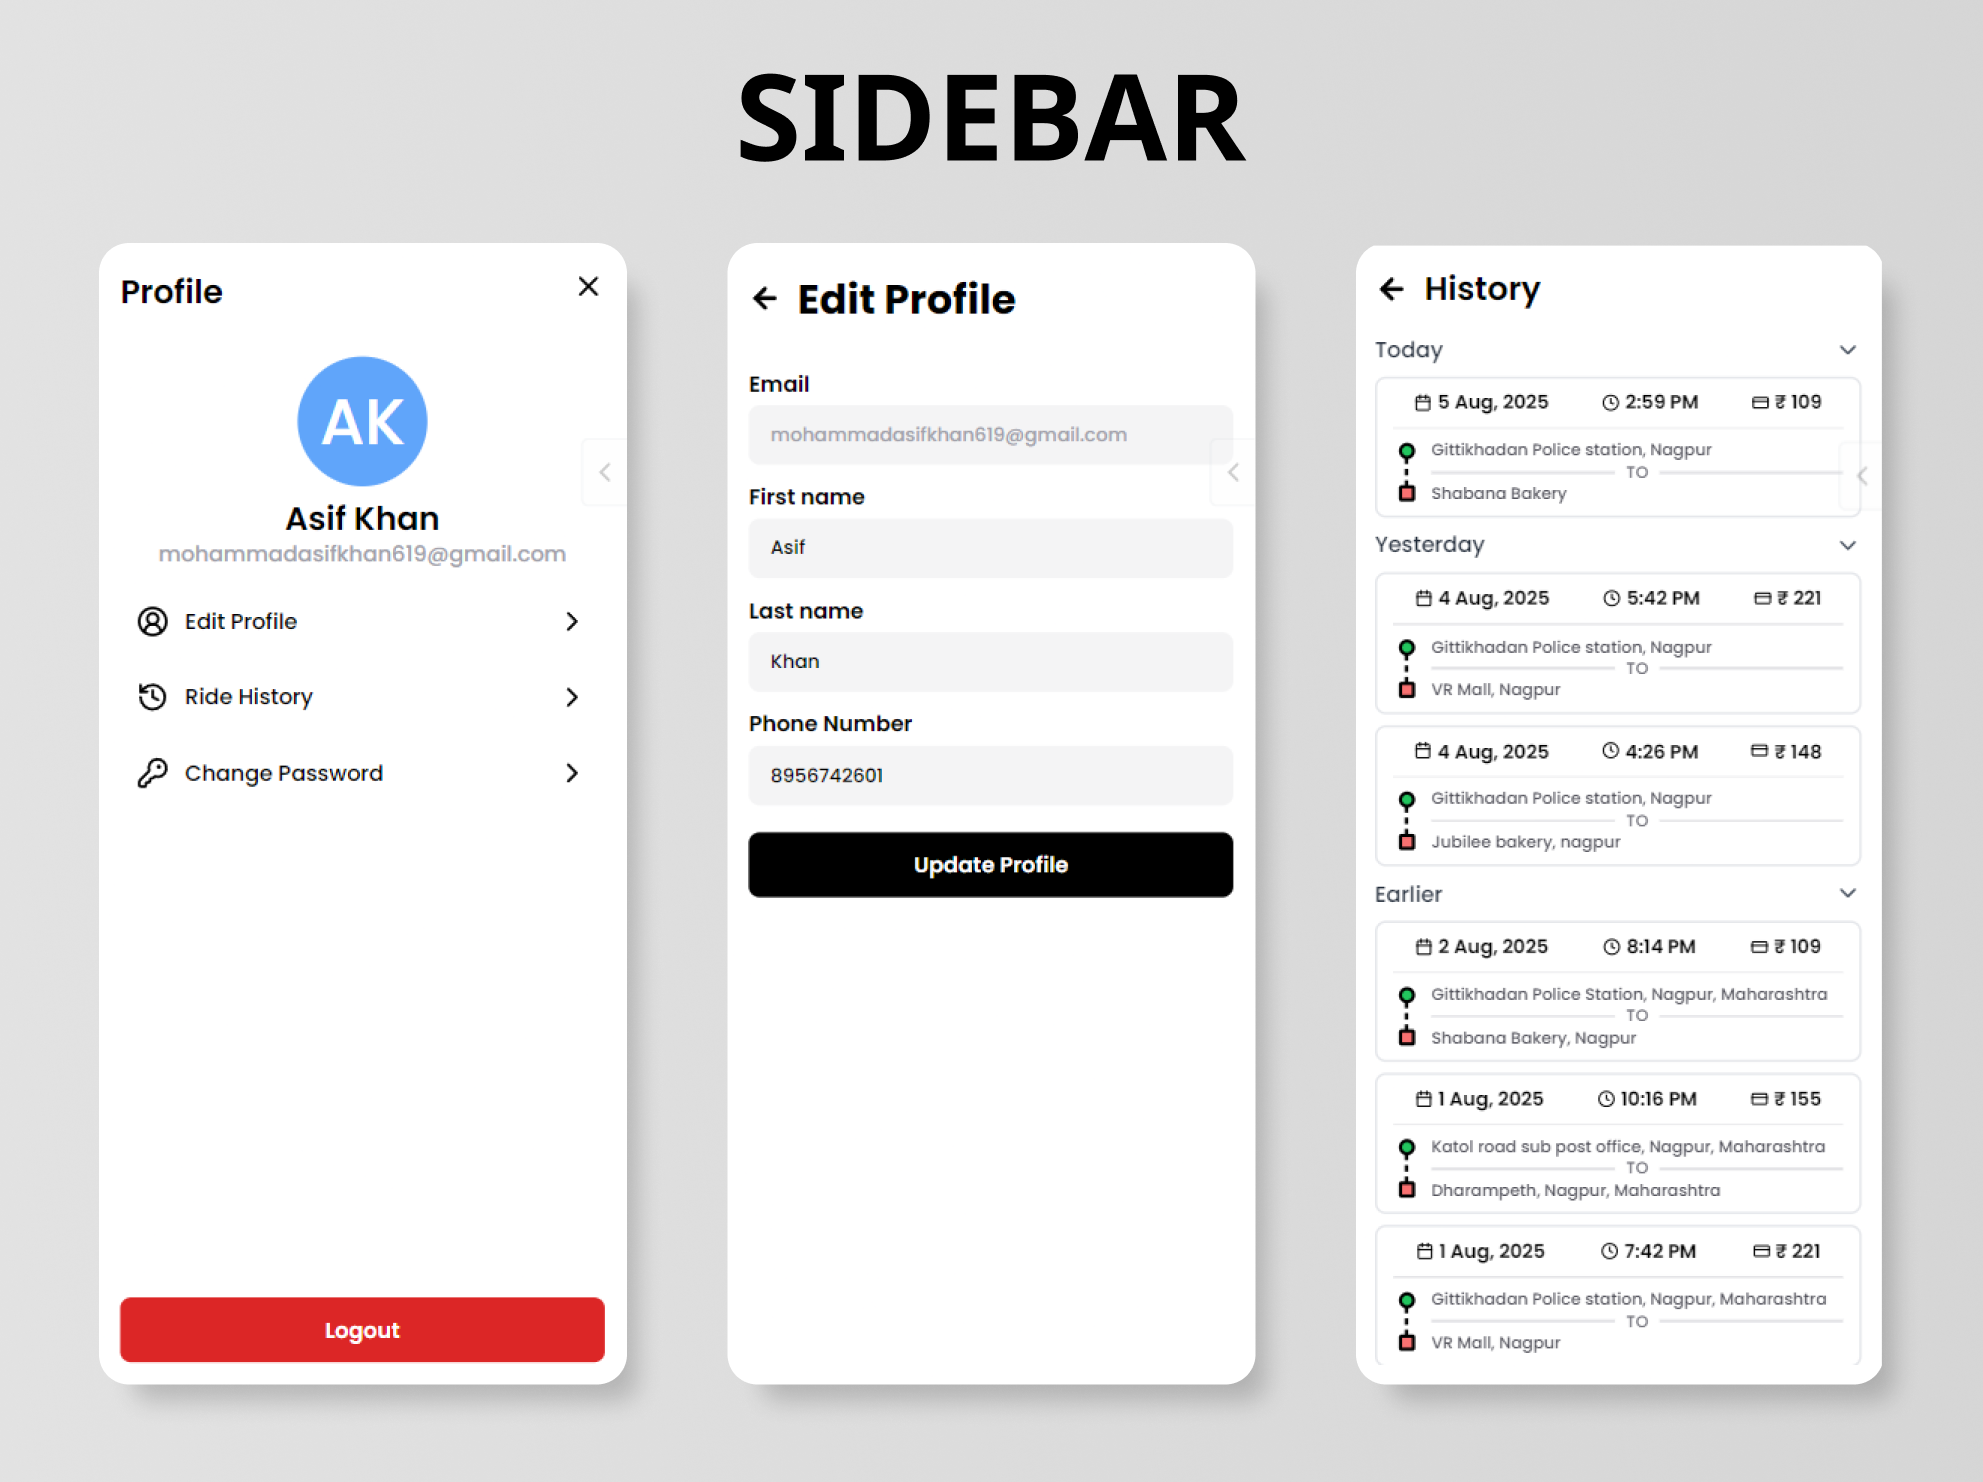 SIDEBAR
Profile
AK
Asif Khan
mohammadasifkhan619@gmail.com
Edit Profile
Ride History
Change Password
Logout
Edit Profile
Email
mohammadasifkhan619@gmail.com
First name
Asif
Last name
Khan
Phone Number
8956742601
Update Profile
History
Today
5 Aug, 2025 2:59 PM ₹ 109
Gittikhadan Police station, Nagpur
TO
Shabana Bakery
Yesterday
4 Aug, 2025 5:42 PM ₹ 221
Gittikhadan Police station, Nagpur
TO
VR Mall, Nagpur
4 Aug, 2025 4:26 PM ₹ 148
Gittikhadan Police station, Nagpur
TO
Jubilee bakery, nagpur
Earlier
2 Aug, 2025 8:14 PM ₹ 109
Gittikhadan Police Station, Nagpur, Maharashtra
TO
Shabana Bakery, Nagpur
1 Aug, 2025 10:16 PM ₹ 155
Katol road sub post office, Nagpur, Maharashtra
TO
Dharampeth, Nagpur, Maharashtra
1 Aug, 2025 7:42 PM ₹ 221
Gittikhadan Police station, Nagpur, Maharashtra
TO
VR Mall, Nagpur